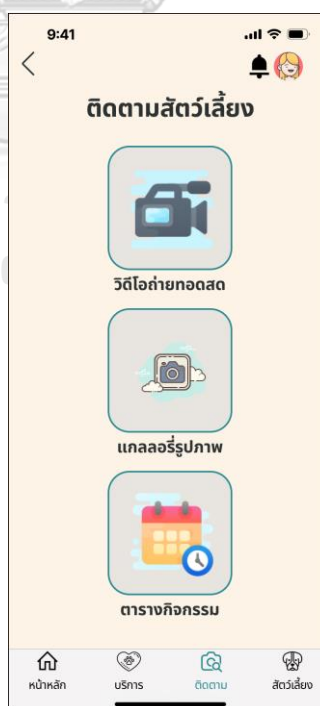 9:41
ติดตามสัตว์เลี้ยง
วิดีโอถ่ายทอดสด
แกลลอรี่รูปภาพ
ตารางกิจกรรม
หน้าหลัก บริการ ติดตาม สัตว์เลี้ยง